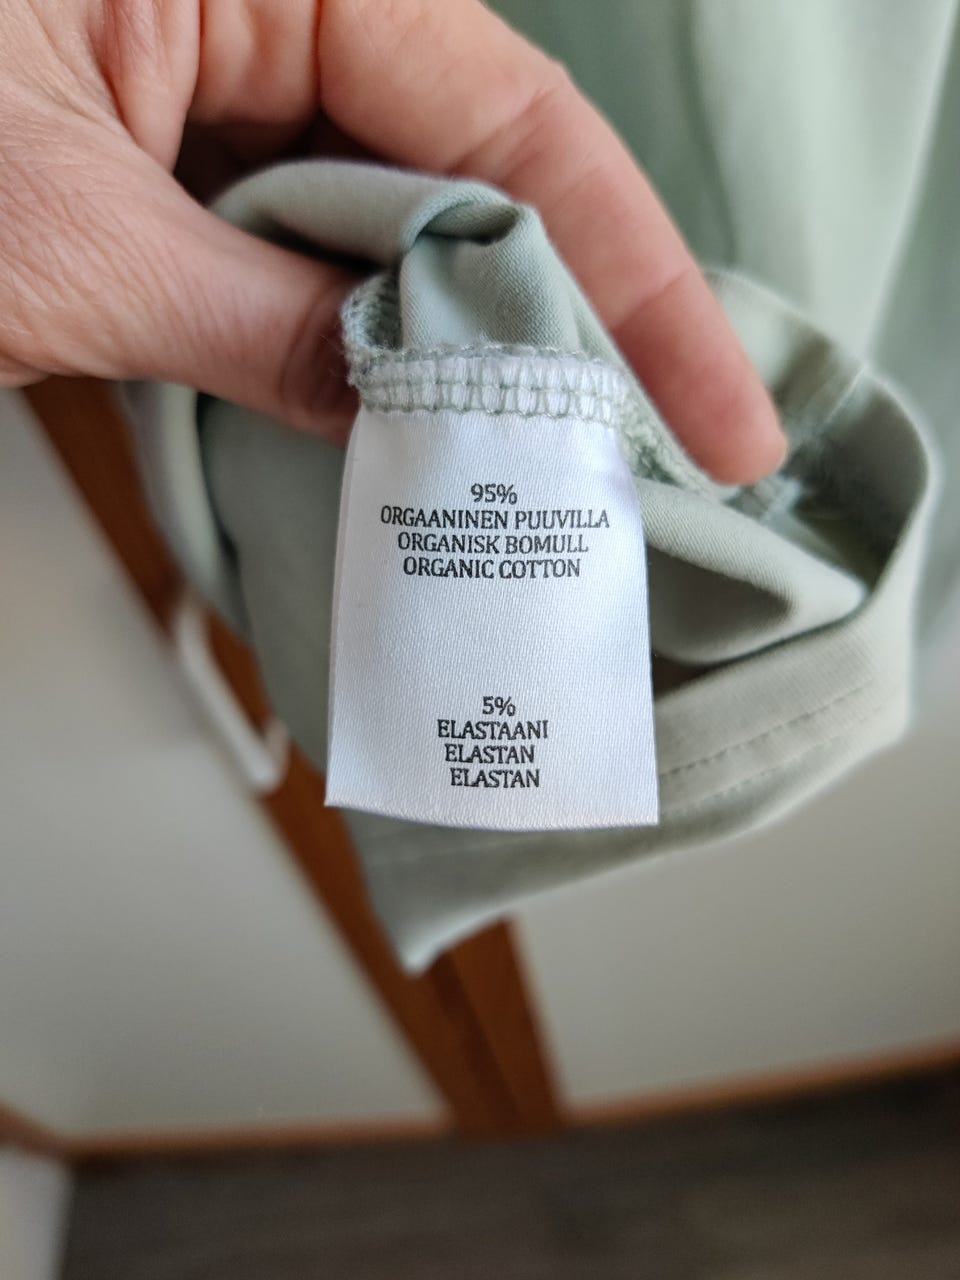 95%
ORGAANINEN PUUVILLA
ORGANISK BOMULL
ORGANIC COTTON
5%
ELASTAANI
ELASTAN
ELASTAN